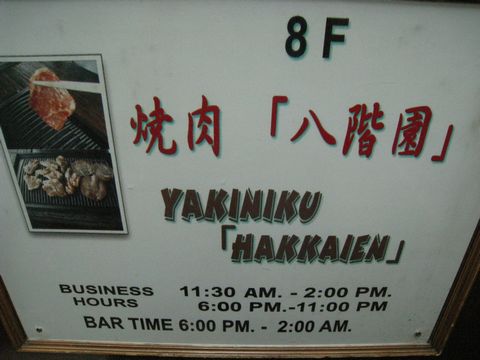 8F
焼肉「八階園」
YAKINIKU
「HAKKAIEN」
BUSINESS HOURS 11:30 AM. - 2:00 PM.
6:00 PM.-11:00 PM
BAR TIME 6:00 PM. - 2:00 AM.